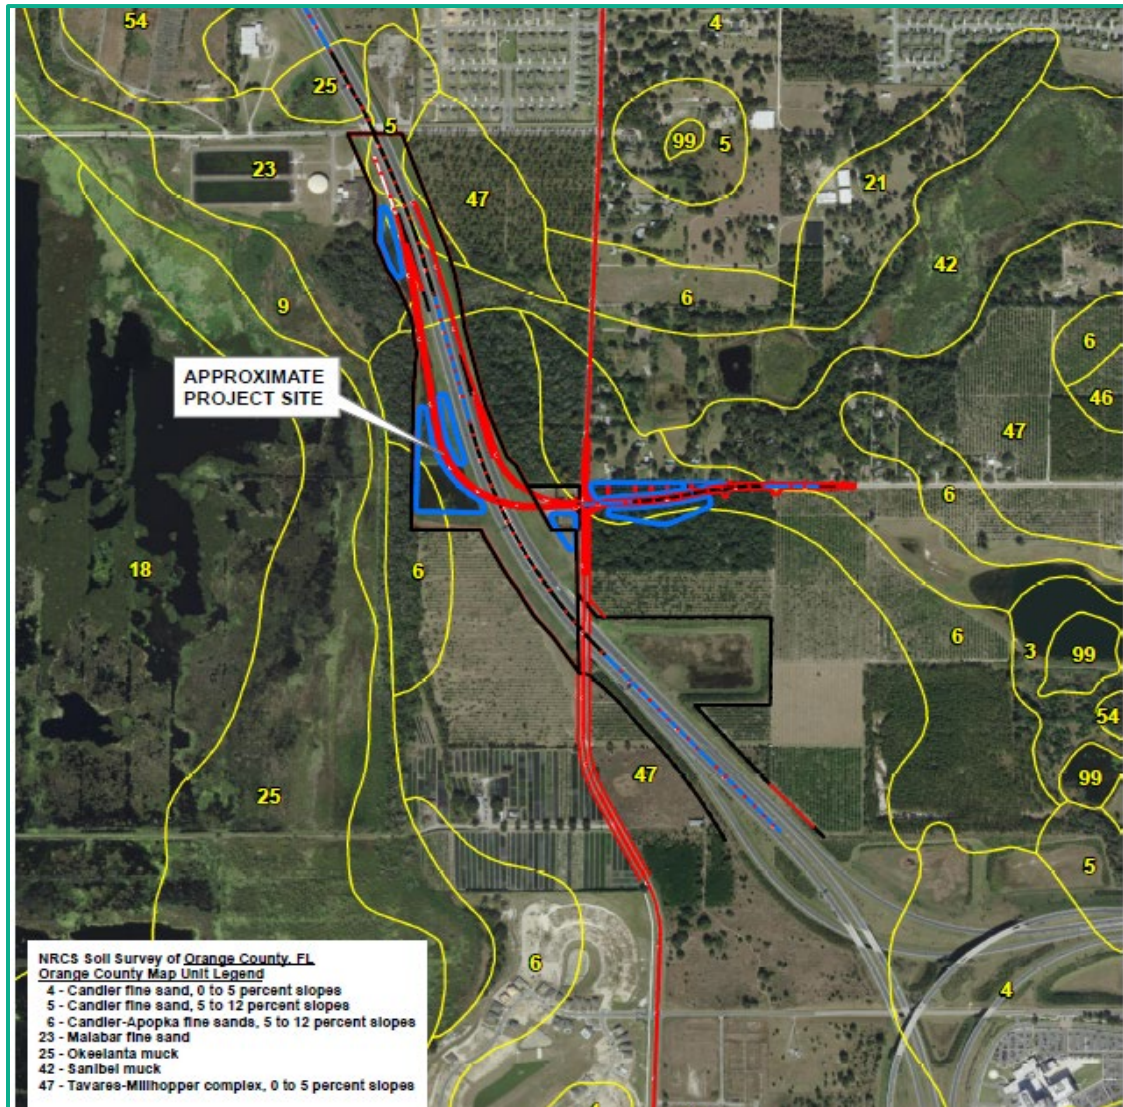 54
4
25
5
99
5
23
21
47
42
6
9
6
APPROXIMATE
PROJECT SITE
46
47
6
18
6
6
3
99
54
47
99
25
5
6
4
NRCS Soil Survey of Orange County, FL
Orange County Map Unit Legend
4 - Candler fine sand, 0 to 5 percent slopes
5 - Candler fine sand, 5 to 12 percent slopes
6 - Candler-Apopka fine sands, 5 to 12 percent slopes
23 - Malabar fine sand
25 - Okeelanta muck
42 - Sanibel muck
47 - Tavares-Millhopper complex, 0 to 5 percent slopes